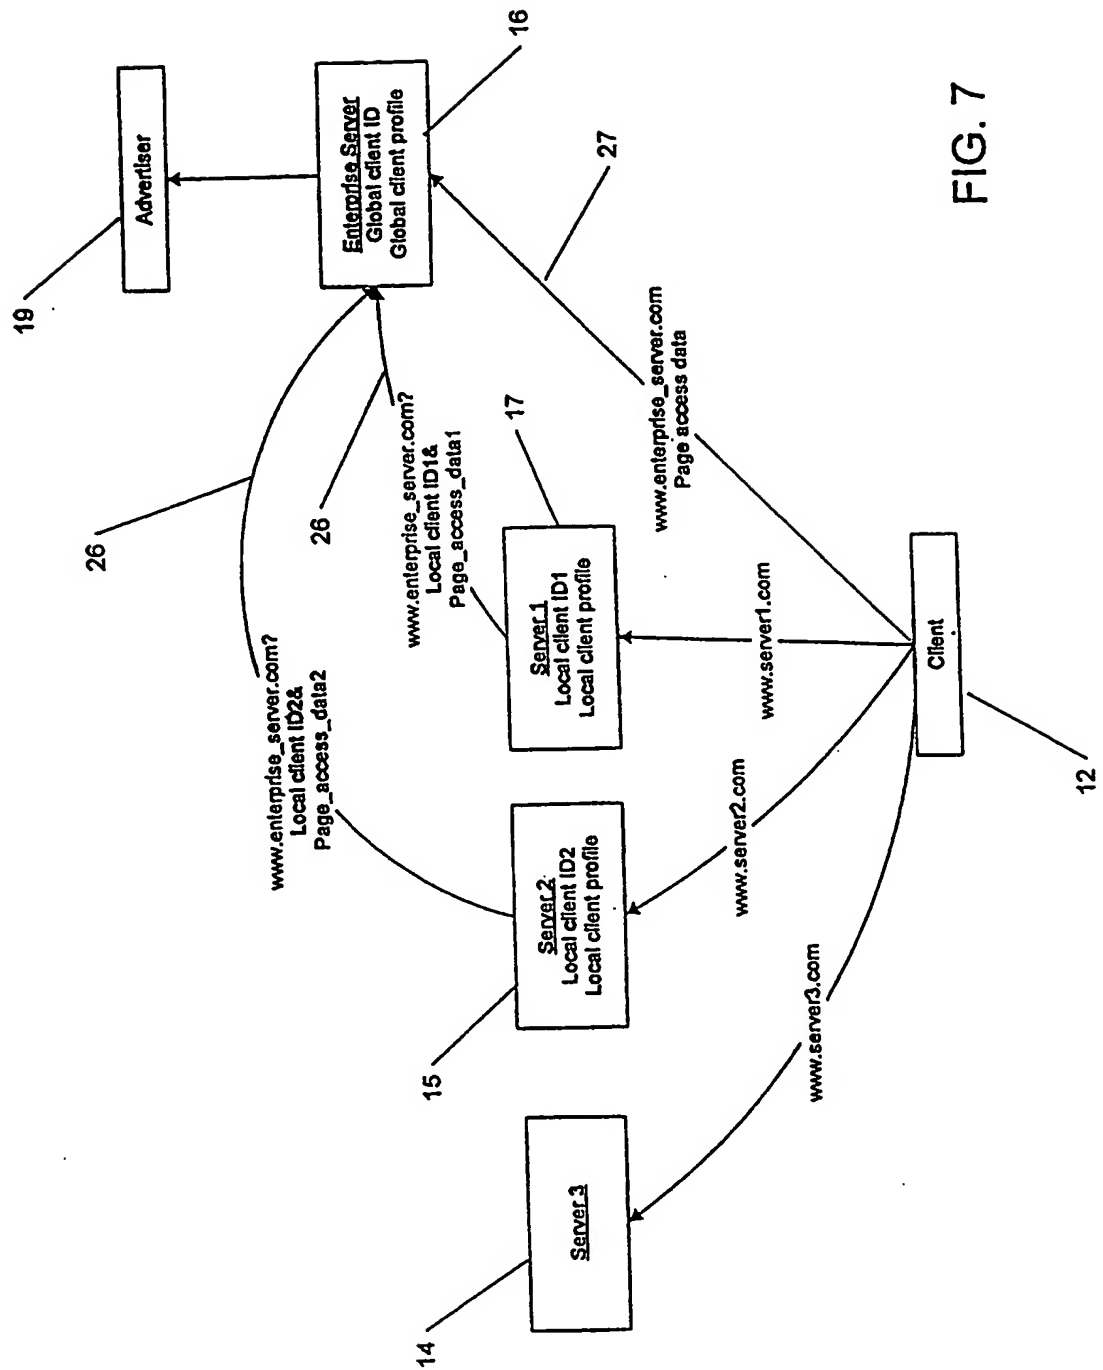 19
Advertiser
16
Enterprise Server
Global client ID
Global client profile
26
26
27
www.enterprise_server.com?
Local client ID2&
Page_access_data2
www.enterprise_server.com?
Local client ID1&
Page_access_data1
www.enterprise_server.com
Page access data
14
Server 3
15
Server 2
Local client ID2
Local client profile
17
Server 1
Local client ID1
Local client profile
www.server3.com
www.server2.com
www.server1.com
Client
12
FIG. 7